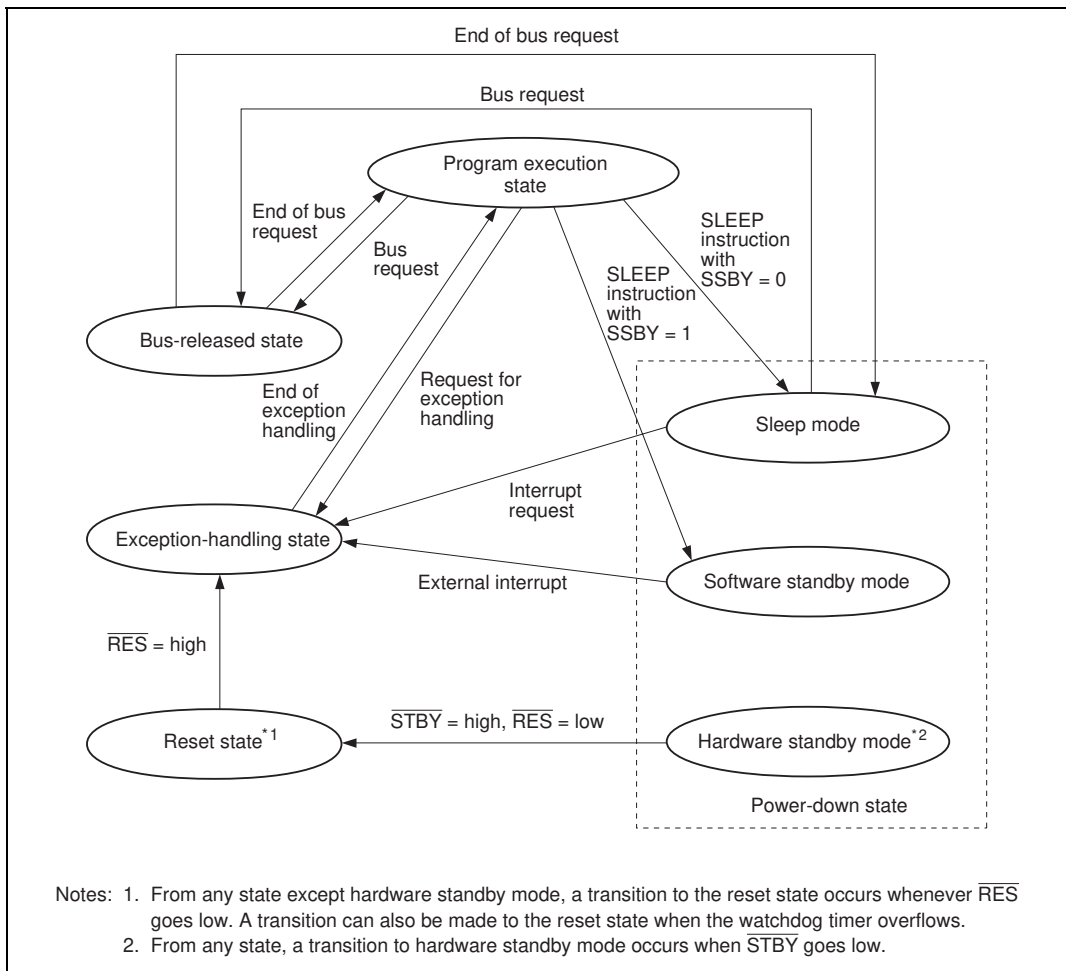 End of bus request
Bus request
Program execution
state
End of bus
request
Bus
request
SLEEP
instruction
with
SSBY = 0
SLEEP
instruction
with
SSBY = 1
Bus-released state
End of
exception
handling
Request for
exception
handling
Sleep mode
Interrupt
request
Exception-handling state
External interrupt
Software standby mode
R̅E̅S̅ = high
S̅T̅B̅Y̅ = high, R̅E̅S̅ = low
Reset state*1
Hardware standby mode*2
Power-down state
Notes: 1. From any state except hardware standby mode, a transition to the reset state occurs whenever R̅E̅S̅
goes low. A transition can also be made to the reset state when the watchdog timer overflows.
2. From any state, a transition to hardware standby mode occurs when S̅T̅B̅Y̅ goes low.